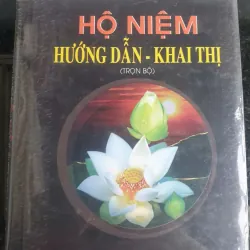 HỘ NIỆM
HƯỚNG DẪN - KHAI THỊ
(TRỌN BỘ)